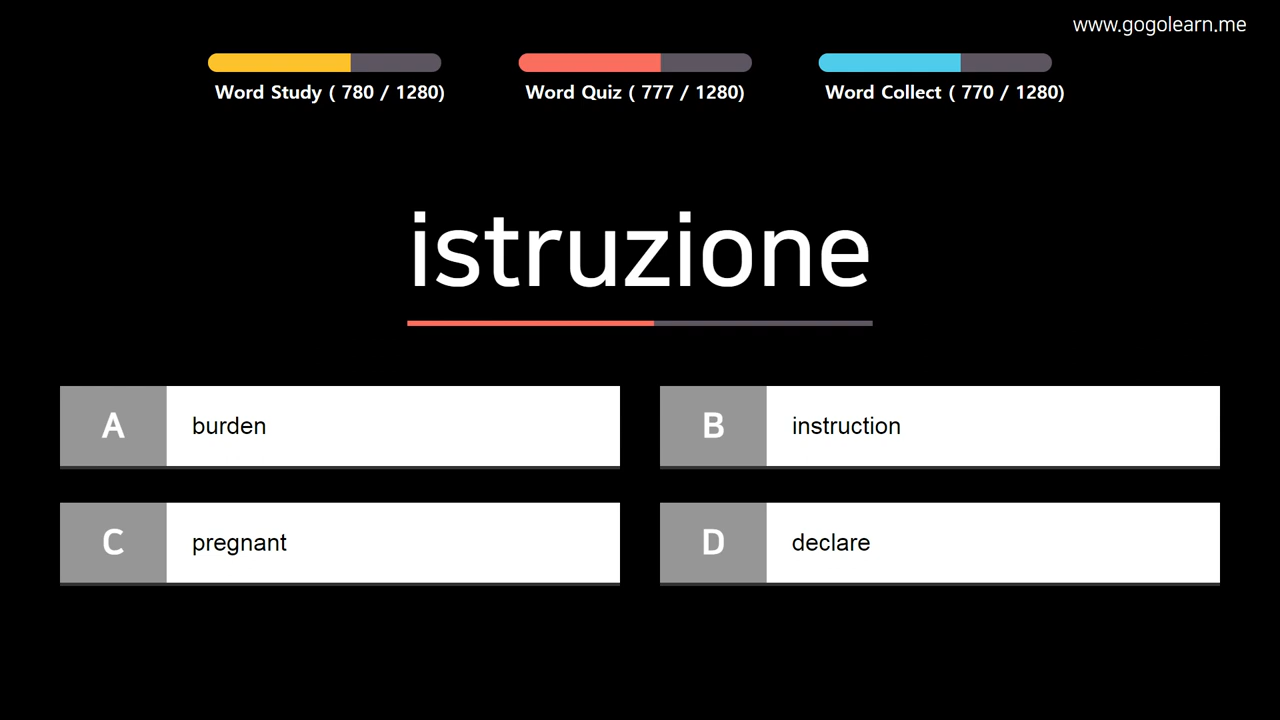 www.gogolearn.me
Word Study ( 780 / 1280)
Word Quiz ( 777 / 1280)
Word Collect ( 770 / 1280)
istruzione
A burden
B instruction
C pregnant
D declare